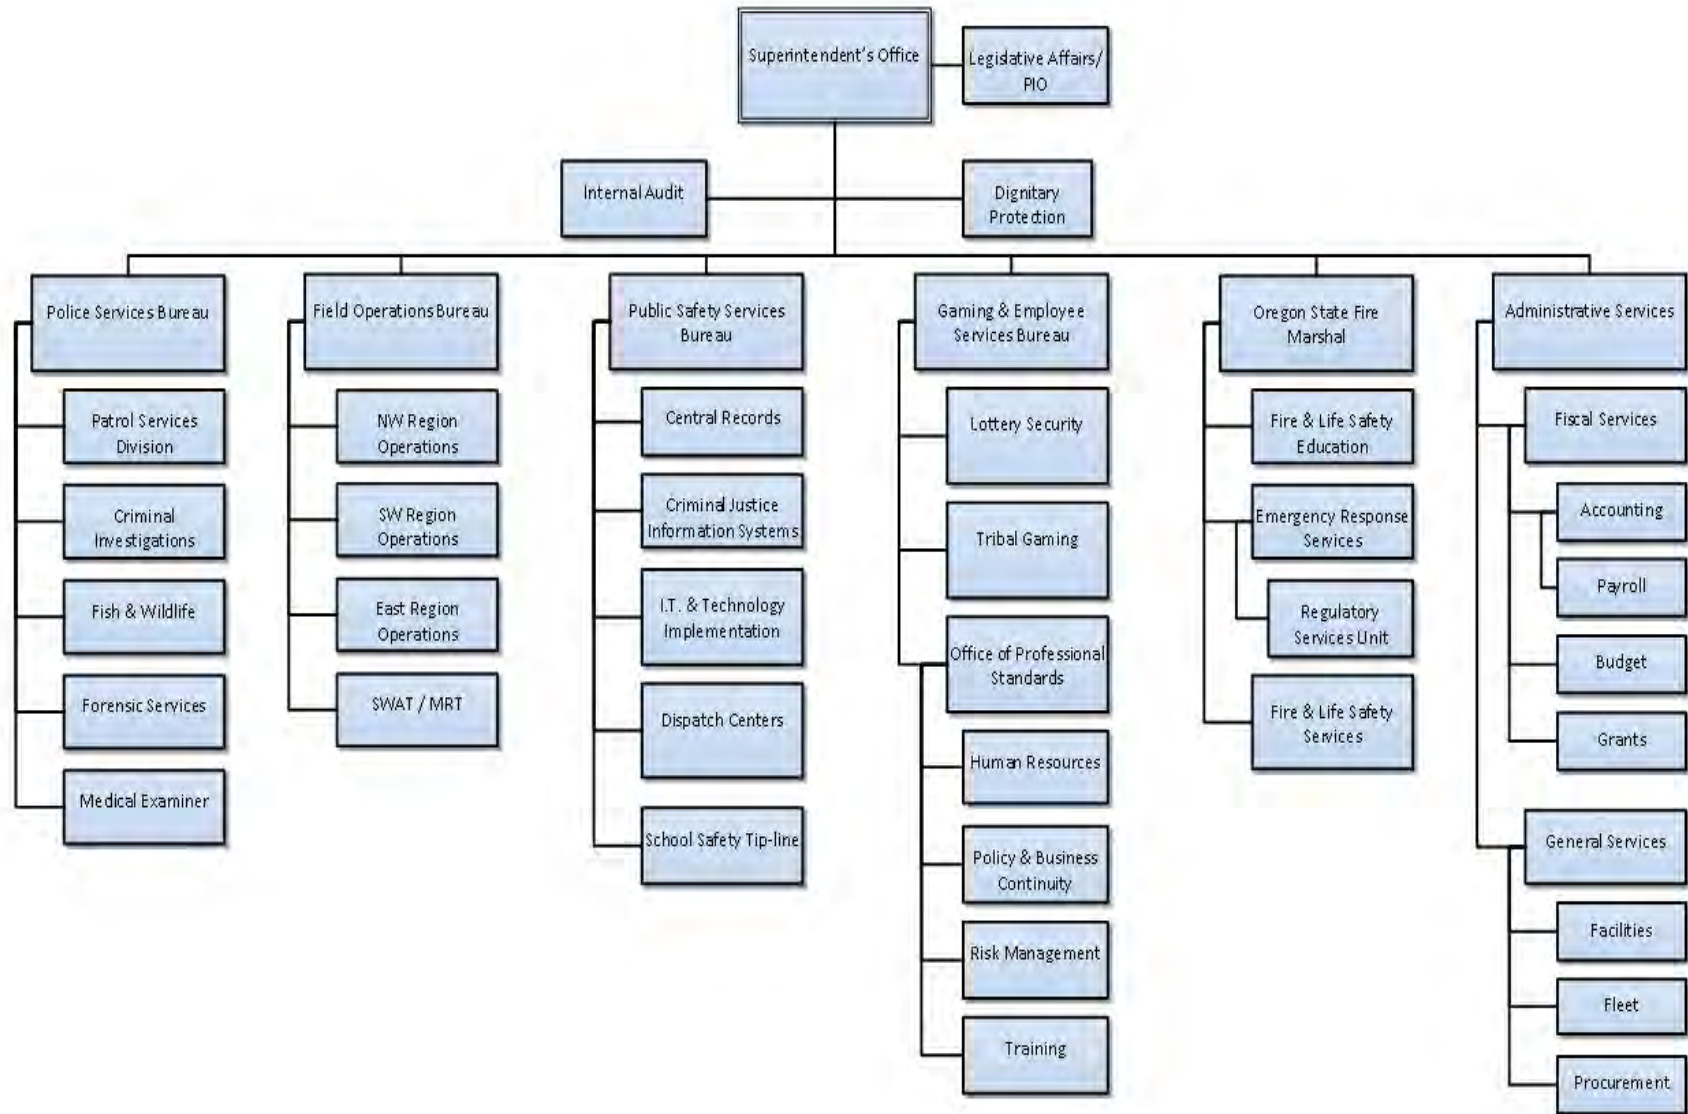 Superintendent's Office
Legislative Affairs/
PIO
Internal Audit
Dignitary
Protection
Police Services Bureau
Patrol Services
Division
Criminal
Investigations
Fish & Wildlife
Forensic Services
Medical Examiner
Field Operations Bureau
NW Region
Operations
SW Region
Operations
East Region
Operations
SWAT / MRT
Public Safety Services
Bureau
Central Records
Criminal Justice
Information Systems
I.T. & Technology
Implementation
Dispatch Centers
School Safety Tip-line
Gaming & Employee
Services Bureau
Lottery Security
Tribal Gaming
Office of Professional
Standards
Human Resources
Policy & Business
Continuity
Risk Management
Training
Oregon State Fire
Marshal
Fire & Life Safety
Education
Emergency Response
Services
Regulatory
Services Unit
Fire & Life Safety
Services
Administrative Services
Fiscal Services
Accounting
Payroll
Budget
Grants
General Services
Facilities
Fleet
Procurement